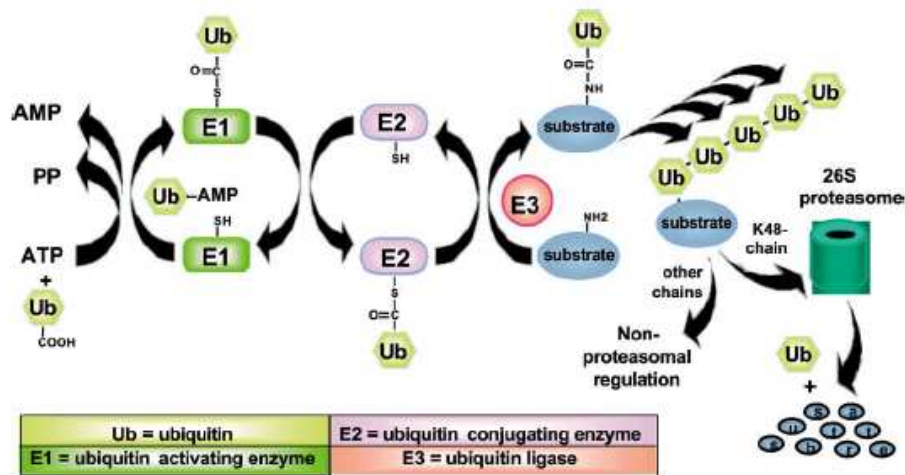 Ub
O=C
S
E1
AMP
PP
Ub–AMP
SH
E1
ATP
+
Ub
COOH
E2
SH
E2
S
O=C
Ub
Ub
O=C
NH
substrate
E3
NH2
substrate
Ub
Ub
Ub
Ub
Ub
substrate
26S
proteasome
K48-
chain
other
chains
Non-
proteasomal
regulation
Ub
+
s a
u t t
s b r e
Ub = ubiquitin
E2 = ubiquitin conjugating enzyme
E1 = ubiquitin activating enzyme
E3 = ubiquitin ligase